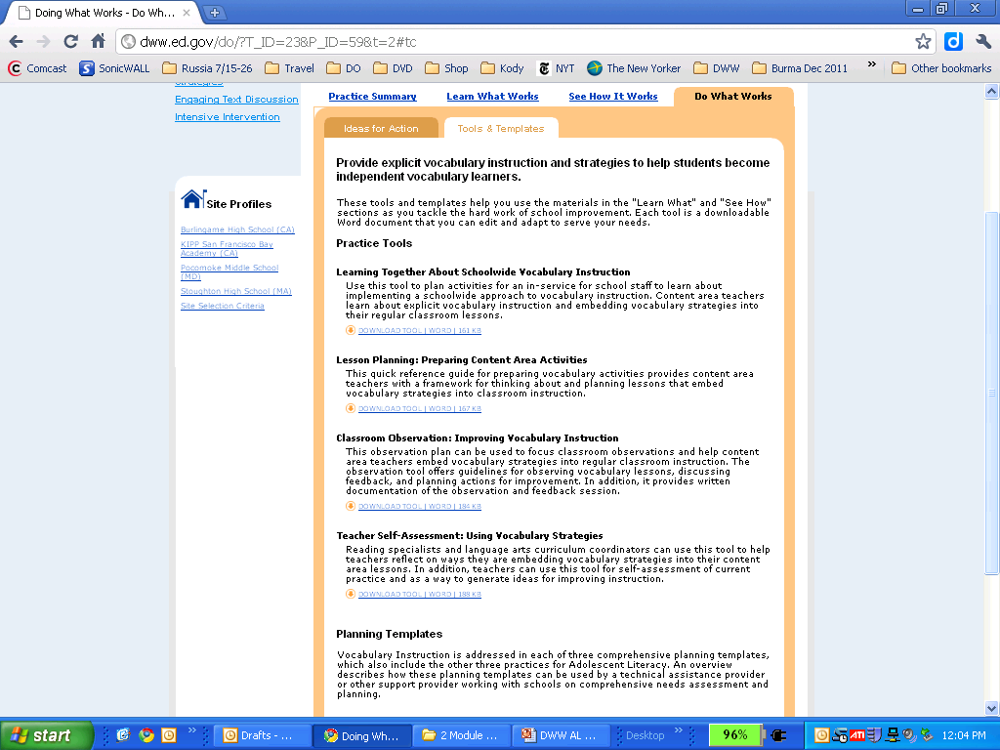 Doing What Works - Do Wh...
dww.ed.gov/do/?T_ID=23&P_ID=59&t=2#tc
Comcast SonicWALL Russia 7/15-26 Travel DO DVD Shop Kody NYT The New Yorker DWW Burma Dec 2011 » Other bookmarks
Strategies
Engaging Text Discussion
Intensive Intervention
Practice Summary Learn What Works See How It Works Do What Works
Ideas for Action Tools & Templates
Site Profiles
Burlingame High School (CA)
KIPP San Francisco Bay
Academy (CA)
Pocomoke Middle School
(MD)
Stoughton High School (MA)
Site Selection Criteria
Provide explicit vocabulary instruction and strategies to help students become
independent vocabulary learners.
These tools and templates help you use the materials in the "Learn What" and "See How"
sections as you tackle the hard work of school improvement. Each tool is a downloadable
Word document that you can edit and adapt to serve your needs.
Practice Tools
Learning Together About Schoolwide Vocabulary Instruction
Use this tool to plan activities for an in-service for school staff to learn about
implementing a schoolwide approach to vocabulary instruction. Content area teachers
learn about explicit vocabulary instruction and embedding vocabulary strategies into
their regular classroom lessons.
DOWNLOAD TOOL | WORD | 161 KB
Lesson Planning: Preparing Content Area Activities
This quick reference guide for preparing vocabulary activities provides content area
teachers with a framework for thinking about and planning lessons that embed
vocabulary strategies into classroom instruction.
DOWNLOAD TOOL | WORD | 167 KB
Classroom Observation: Improving Vocabulary Instruction
This observation plan can be used to focus classroom observations and help content
area teachers embed vocabulary strategies into regular classroom instruction. The
observation tool offers guidelines for observing vocabulary lessons, discussing
feedback, and planning actions for improvement. In addition, it provides written
documentation of the observation and feedback session.
DOWNLOAD TOOL | WORD | 184 KB
Teacher Self-Assessment: Using Vocabulary Strategies
Reading specialists and language arts curriculum coordinators can use this tool to help
teachers reflect on ways they are embedding vocabulary strategies into their content
area lessons. In addition, teachers can use this tool for self-assessment of current
practice and as a way to generate ideas for improving instruction.
DOWNLOAD TOOL | WORD | 188 KB
Planning Templates
Vocabulary Instruction is addressed in each of three comprehensive planning templates,
which also include the other three practices for Adolescent Literacy. An overview
describes how these planning templates can be used by a technical assistance provider
or other support provider working with schools on comprehensive needs assessment and
planning.
start » Drafts - ... Doing Wh... 2 Module ... DWW AL ... Desktop » 96% ATI 12:04 PM